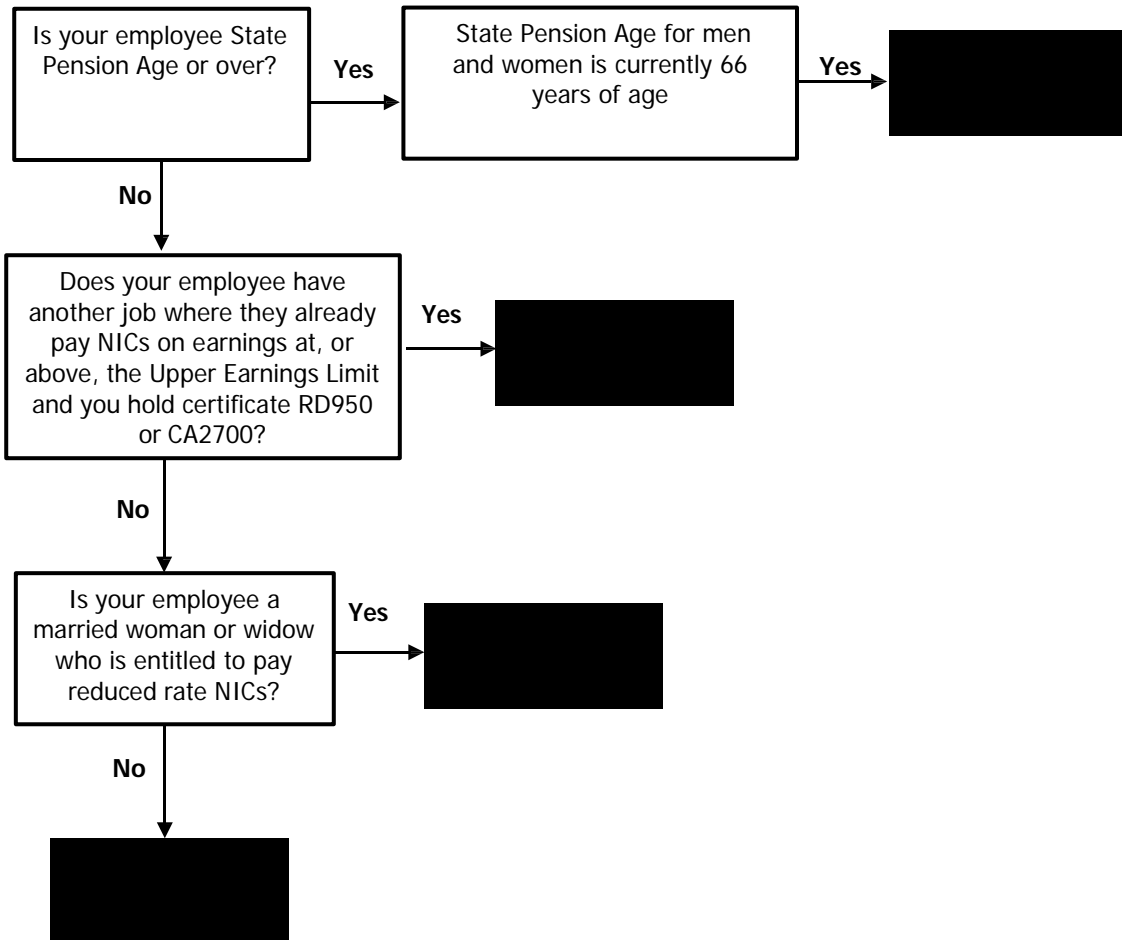 Is your employee State
Pension Age or over?
Yes
State Pension Age for men
and women is currently 66
years of age
Yes
No
Does your employee have
another job where they already
pay NICs on earnings at, or
above, the Upper Earnings Limit
and you hold certificate RD950
or CA2700?
Yes
No
Is your employee a
married woman or widow
who is entitled to pay
reduced rate NICs?
Yes
No